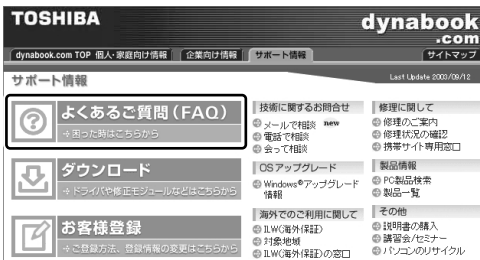 TOSHIBA
dynabook
.com
dynabook.com TOP 個人・家庭向け情報 企業向け情報 サポート情報 サイトマップ
サポート情報
Last Update 2003/09/12
よくあるご質問(FAQ)
困った時はこちらから
ダウンロード
ドライバや修正モジュールなどはこちらから
お客様登録
ご登録方法、登録情報の変更はこちらから
技術に関するお問合せ
メールで相談 new
電話で相談
会って相談
OSアップグレード
Windows®アップグレード
情報
海外でのご利用に関して
ILW(海外保証)
対象地域
ILW(海外保証)の窓口
修理に関して
修理のご案内
修理状況の確認
携帯サイト専用窓口
製品情報
PC製品検索
製品一覧
その他
説明書の購入
講習会/セミナー
パソコンのリサイクル